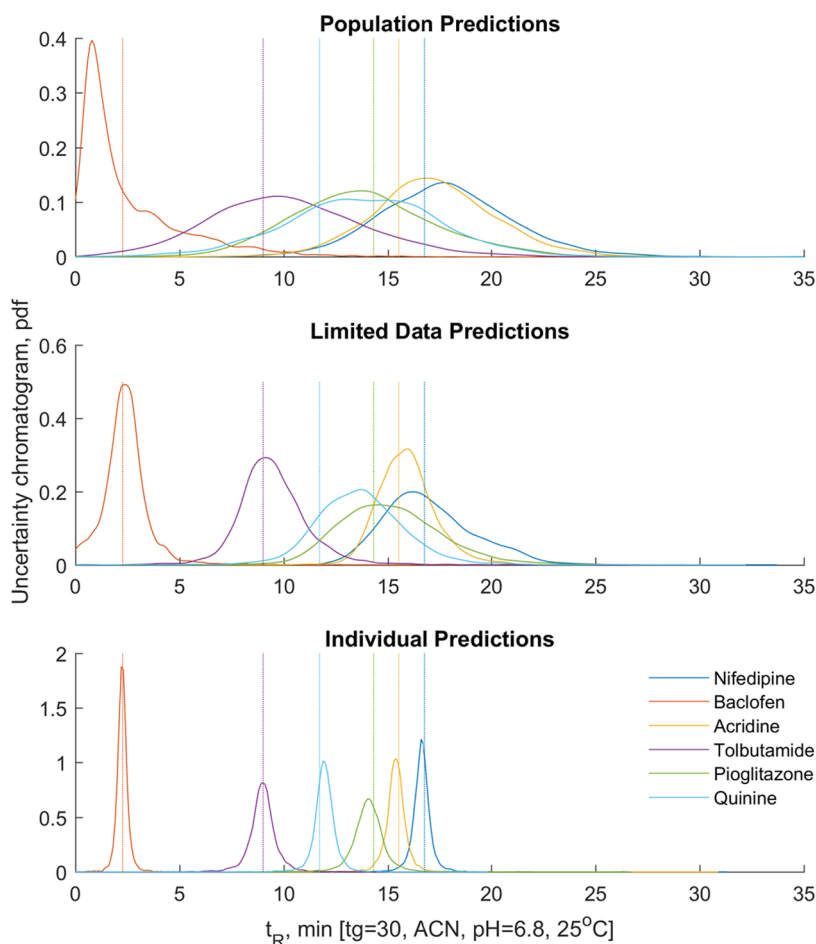 Population Predictions
0.4
0.3
0.2
0.1
0
0 5 10 15 20 25 30 35
Uncertainty chromatogram, pdf
Limited Data Predictions
0.6
0.4
0.2
0
0 5 10 15 20 25 30 35
Individual Predictions
2
1.5
1
0.5
0
Nifedipine
Baclofen
Acridine
Tolbutamide
Pioglitazone
Quinine
0 5 10 15 20 25 30 35
t_R, min [tg=30, ACN, pH=6.8, 25°C]